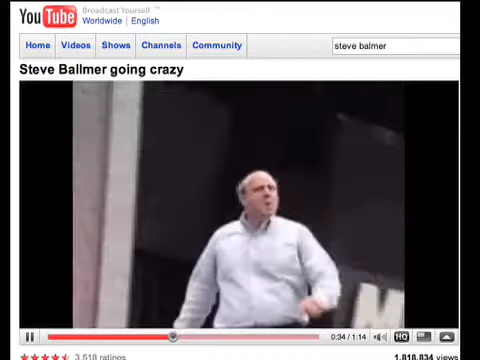 YouTube Broadcast Yourself ™
Worldwide | English
Home Videos Shows Channels Community steve balmer
Steve Ballmer going crazy
M
0:34 / 1:14 HQ
3,518 ratings 1,818,834 views